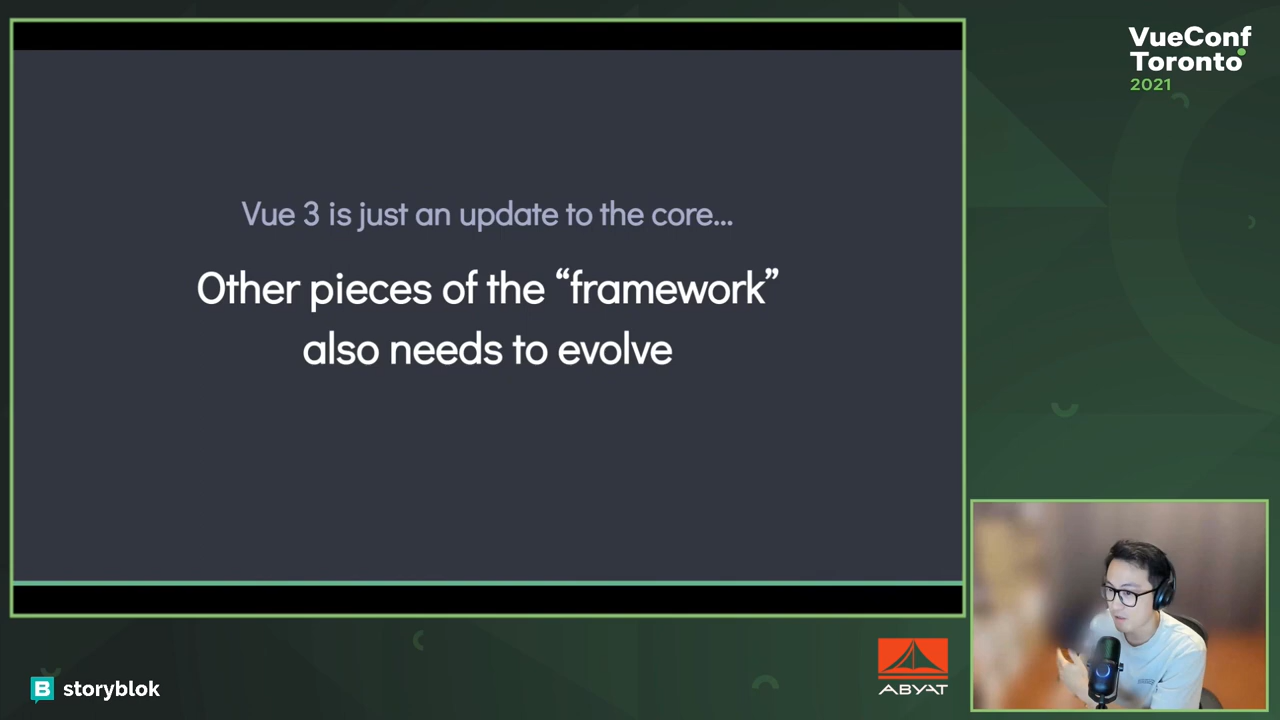 VueConf
Toronto
2021
Vue 3 is just an update to the core...
Other pieces of the “framework”
also needs to evolve
B storyblok
ABYAT